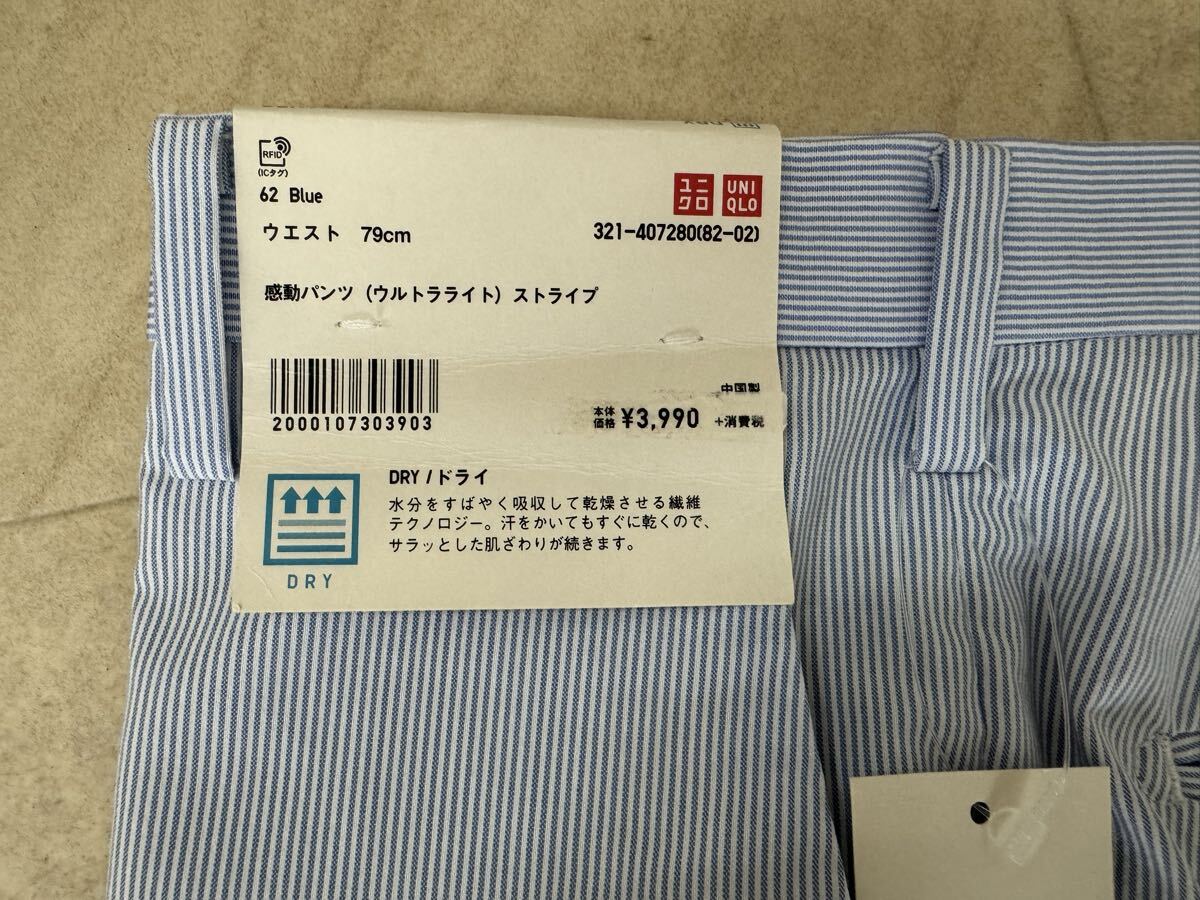 RFID
(ICタグ)
62 Blue
ユニ
クロ
UNI
QLO
ウエスト 79cm
321-407280(82-02)
感動パンツ (ウルトラライト) ストライプ
中国製
2000107303903
本体
価格 ¥3,990 +消費税
DRY / ドライ
水分をすばやく吸収して乾燥させる繊維
テクノロジー。汗をかいてもすぐに乾くので、
サラッとした肌ざわりが続きます。
DRY